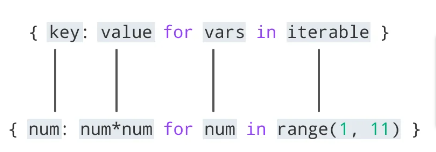 { key: value for vars in iterable }
{ num: num*num for num in range(1, 11) }